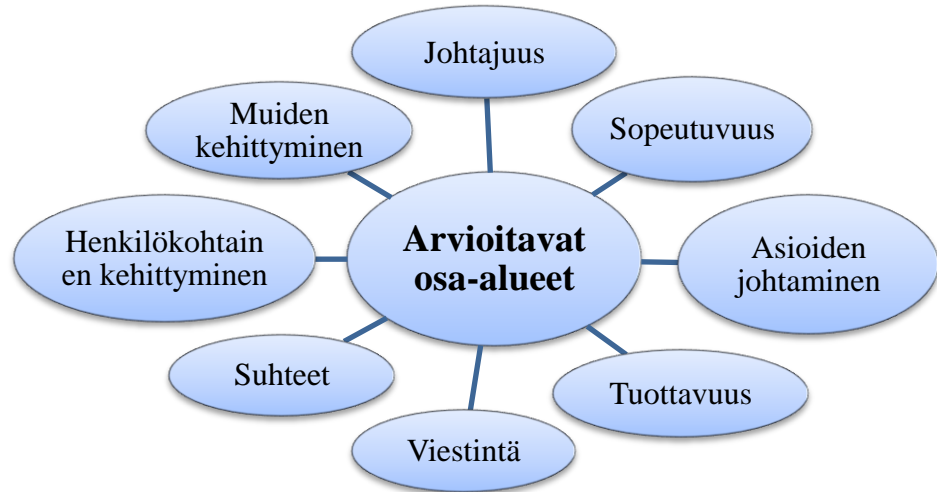 Johtajuus
Muiden
kehittyminen
Sopeutuvuus
Henkilökohtain
en kehittyminen
Arvioitavat
osa-alueet
Asioiden
johtaminen
Suhteet
Tuottavuus
Viestintä